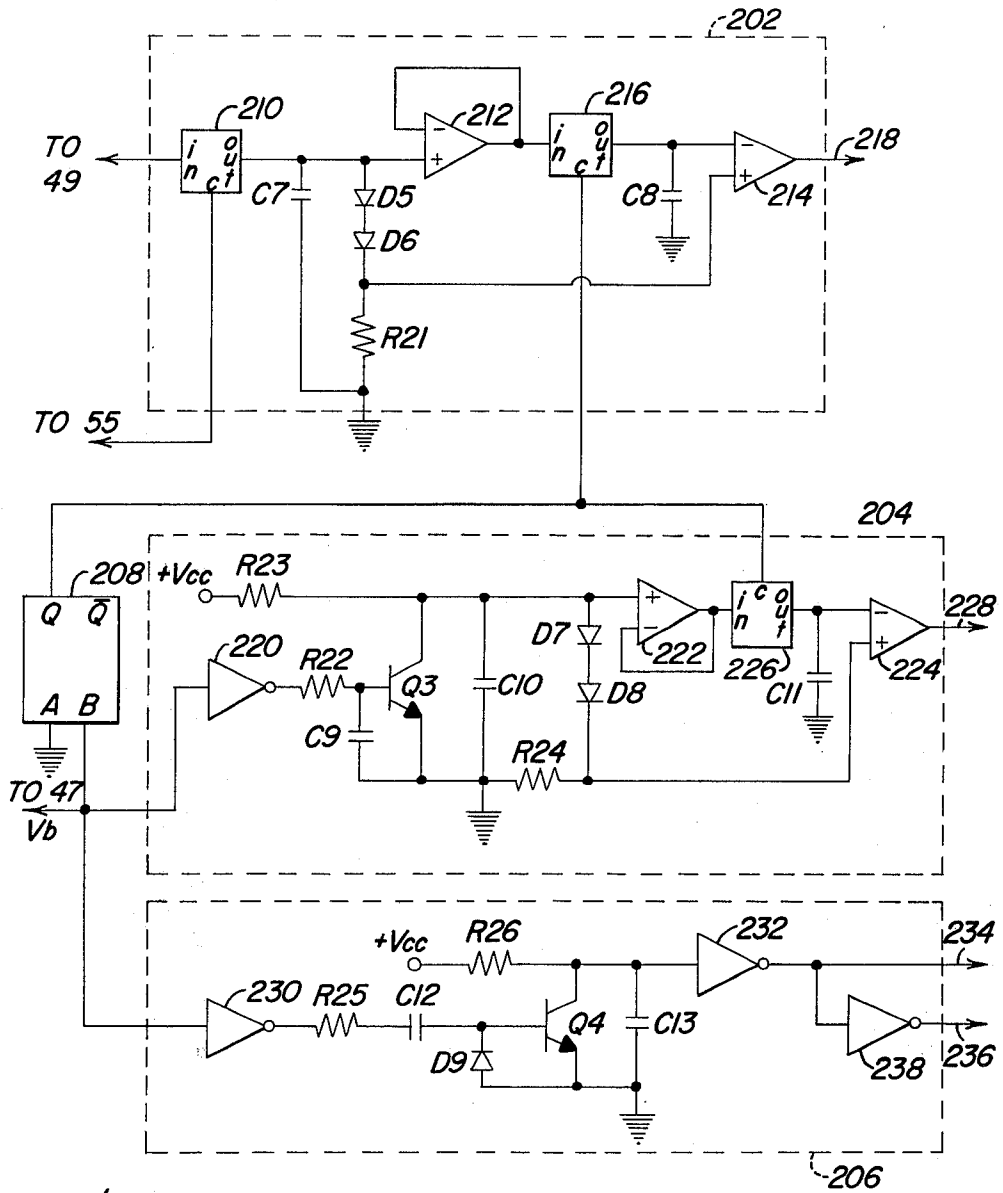 202
210
TO
49
in out c
C7
D5
D6
R21
- +
212
216
in out c
C8
- +
214
218
TO 55
204
208
Q Q̅
A B
+Vcc
R23
220
R22
Q3
C9
C10
R24
D7
D8
+ -
222
in c out
226
C11
- +
224
228
TO 47
Vb
+Vcc
R26
232
234
230
R25
C12
D9
Q4
C13
238
236
206